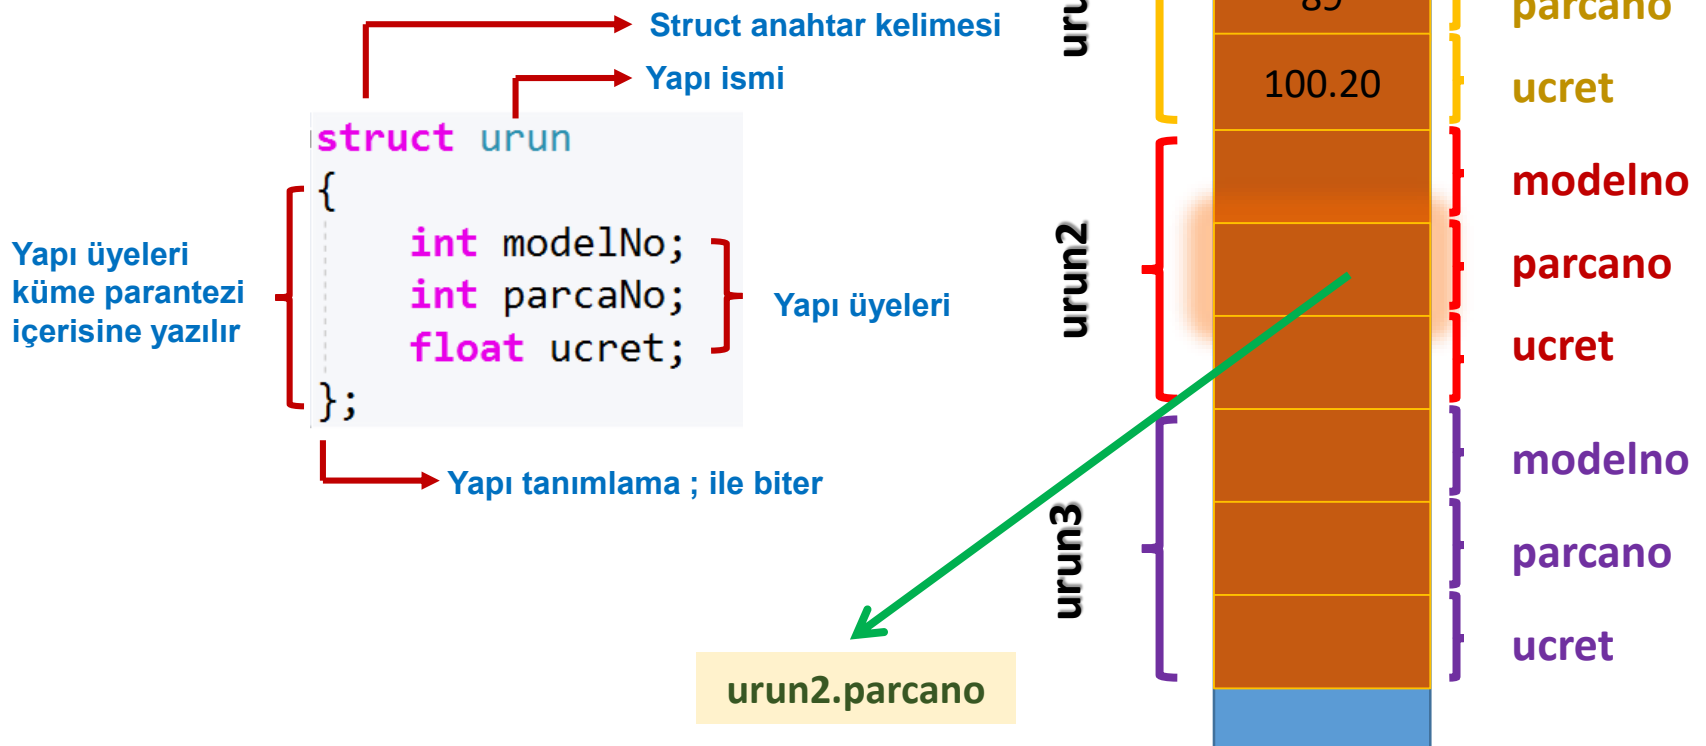 Struct anahtar kelimesi
Yapı ismi
struct urun
{
int modelNo;
int parcaNo;
float ucret;
};
Yapı üyeleri
küme parantezi
içerisine yazılır
Yapı üyeleri
Yapı tanımlama ; ile biter
urun2.parcano
89
parcano
100.20
ucret
urun2
modelno
parcano
ucret
urun3
modelno
parcano
ucret